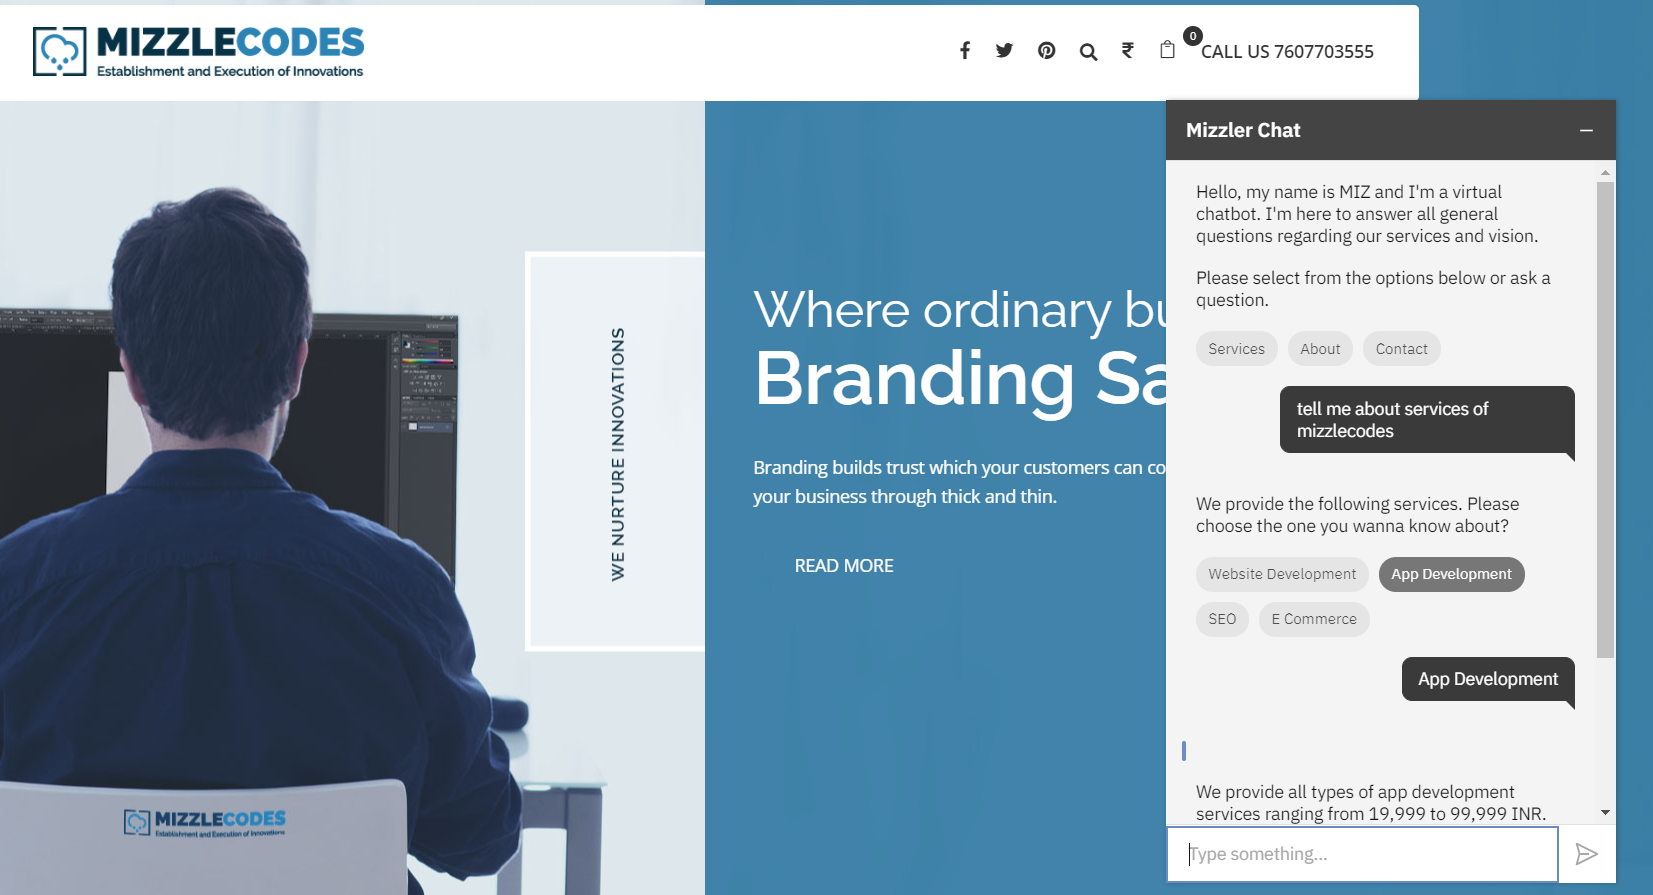 MIZZLECODES
Establishment and Execution of Innovations
0
CALL US 7607703555
WE NURTURE INNOVATIONS
Where ordinary bu
Branding Sa
Branding builds trust which your customers can co
your business through thick and thin.
READ MORE
MIZZLECODES
Establishment and Execution of Innovations
Mizzler Chat
Hello, my name is MIZ and I'm a virtual
chatbot. I'm here to answer all general
questions regarding our services and vision.
Please select from the options below or ask a
question.
Services About Contact
tell me about services of
mizzlecodes
We provide the following services. Please
choose the one you wanna know about?
Website Development App Development
SEO E Commerce
App Development
We provide all types of app development
services ranging from 19,999 to 99,999 INR.
Type something...